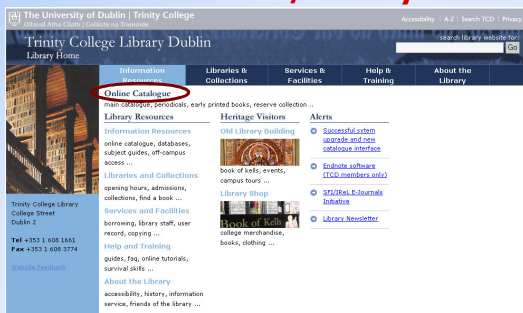 The University of Dublin | Trinity College
Ollscoil Átha Cliath | Coláiste na Tríonóide
Accessibility | A-Z | Search TCD | Privacy
Trinity College Library Dublin
Library Home
search library website for:
Go
Information Resources
Libraries & Collections
Services & Facilities
Help & Training
About the Library
Online Catalogue
main catalogue, periodicals, early printed books, reserve collection ..
Library Resources
Information Resources
online catalogue, databases,
subject guides, off-campus
access ...
Libraries and Collections
opening hours, admissions,
collections, find a book ...
Services and Facilities
borrowing, library staff, user
record, copying ...
Help and Training
guides, faq, online tutorials,
survival skills ...
About the Library
accessibility, history, information
service, friends of the library ...
Heritage Visitors
Old Library Building
book of kells, events,
campus tours ...
Library Shop
Book of Kells
college merchandise,
books, clothing ...
Alerts
Successful sytem
upgrade and new
catalogue interface
Endnote software
(TCD members only)
SFI/IReL E-Journals
Initiative
Library Newsletter
Trinity College Library
College Street
Dublin 2
Tel +353 1 608 1661
Fax +353 1 608 3774
Website Feedback